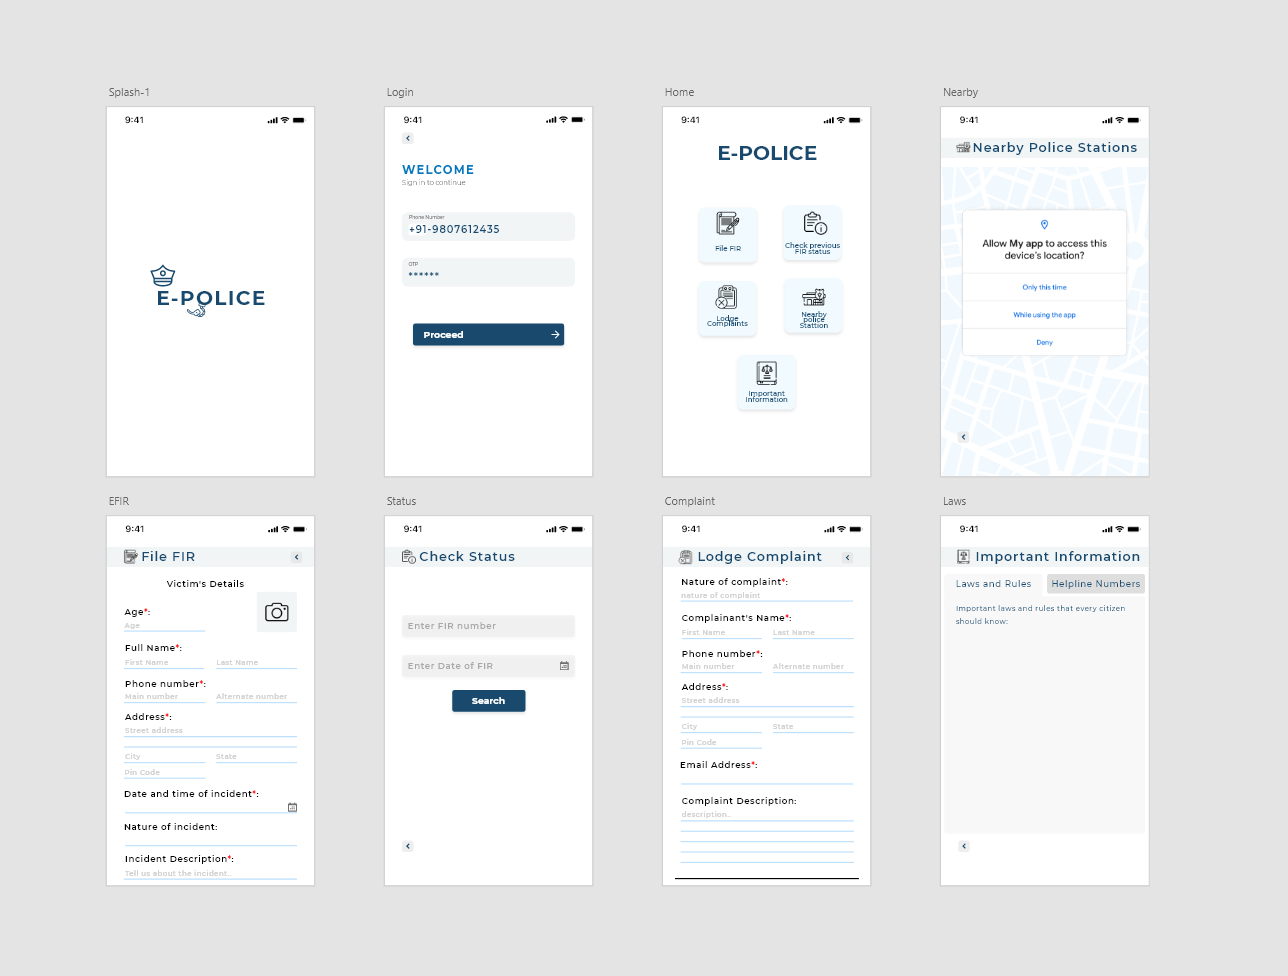 Splash-1
9:41
E-POLICE
Login
9:41
WELCOME
Sign in to continue
Phone Number
+91-9807612435
OTP
******
Proceed
Home
9:41
E-POLICE
File FIR
Check previous
FIR status
Lodge
Complaints
Nearby
police
Stattion
Important
Information
Nearby
9:41
Nearby Police Stations
Allow My app to access this
device's location?
Only this time
While using the app
Deny
EFIR
9:41
File FIR
Victim's Details
Age*:
Age
Full Name*:
First Name Last Name
Phone number*:
Main number Alternate number
Address*:
Street address
City State
Pin Code
Date and time of incident*:
Nature of incident:
Incident Description*:
Tell us about the incident..
Status
9:41
Check Status
Enter FIR number
Enter Date of FIR
Search
Complaint
9:41
Lodge Complaint
Nature of complaint*:
nature of complaint
Complainant's Name*:
First Name Last Name
Phone number*:
Main number Alternate number
Address*:
Street address
City State
Pin Code
Email Address*:
Complaint Description:
description..
Laws
9:41
Important Information
Laws and Rules Helpline Numbers
Important laws and rules that every citizen
should know: